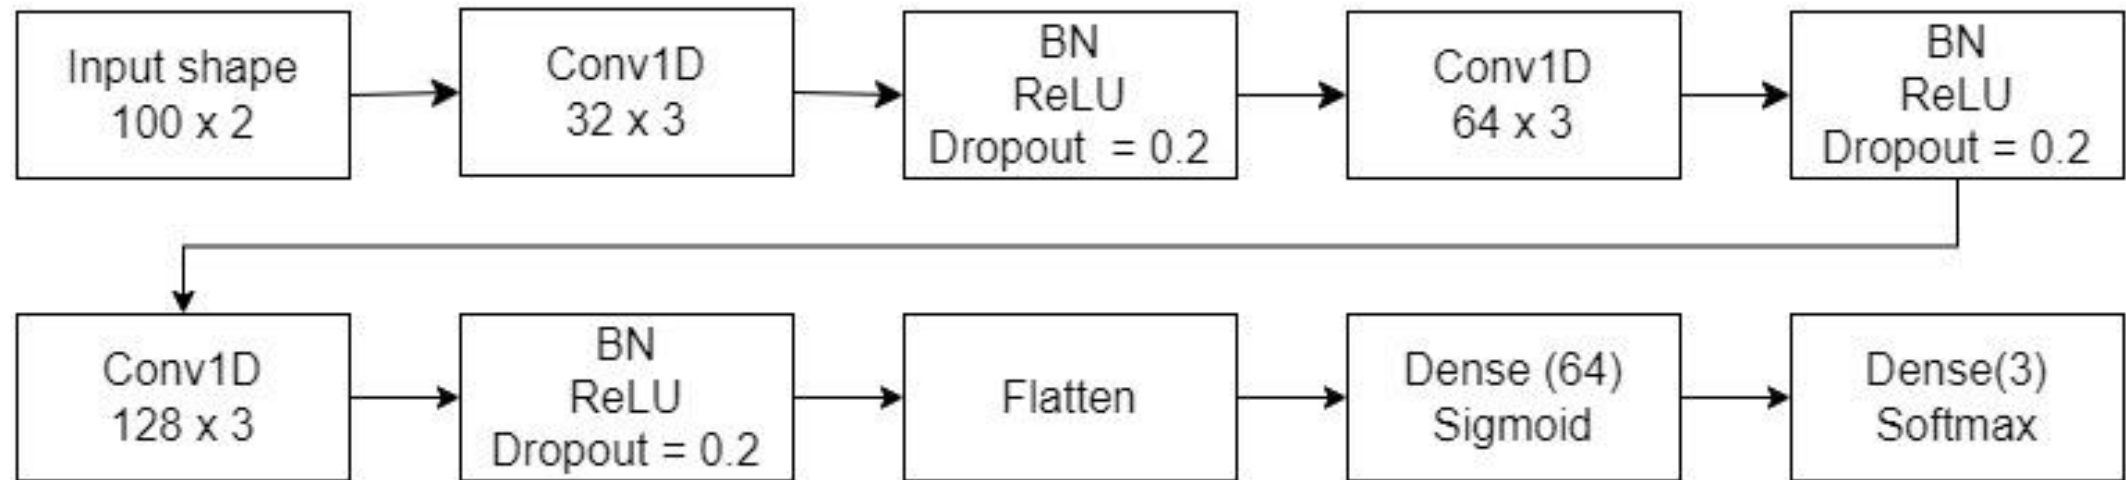 Input shape
100 x 2
Conv1D
32 x 3
BN
ReLU
Dropout = 0.2
Conv1D
64 x 3
BN
ReLU
Dropout = 0.2
Conv1D
128 x 3
BN
ReLU
Dropout = 0.2
Flatten
Dense (64)
Sigmoid
Dense(3)
Softmax